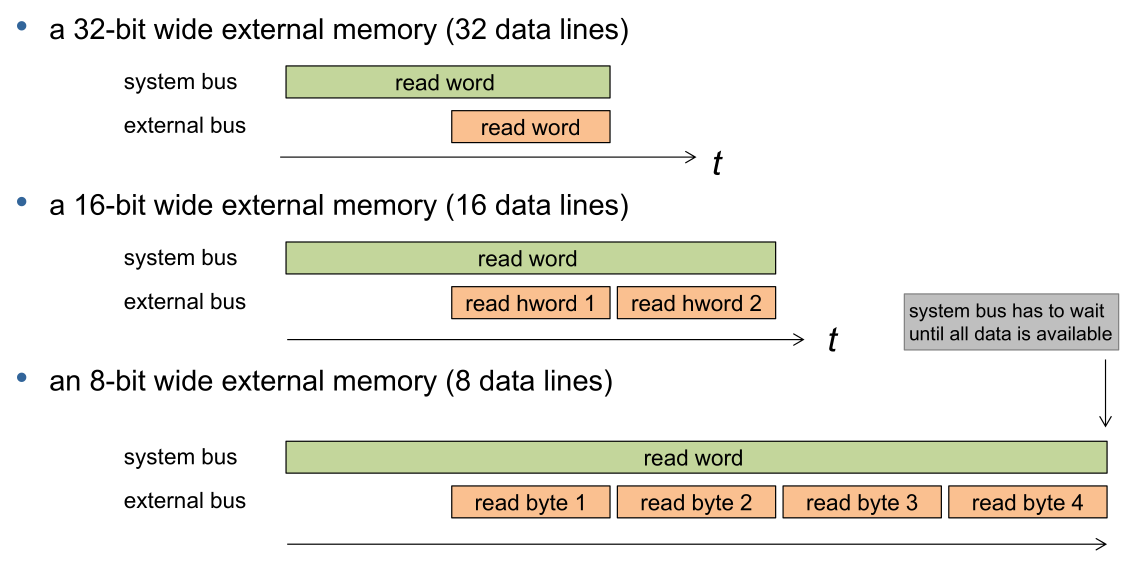 • a 32-bit wide external memory (32 data lines)
system bus
read word
external bus
read word
t
• a 16-bit wide external memory (16 data lines)
system bus
read word
external bus
read hword 1
read hword 2
t
system bus has to wait
until all data is available
• an 8-bit wide external memory (8 data lines)
system bus
read word
external bus
read byte 1
read byte 2
read byte 3
read byte 4